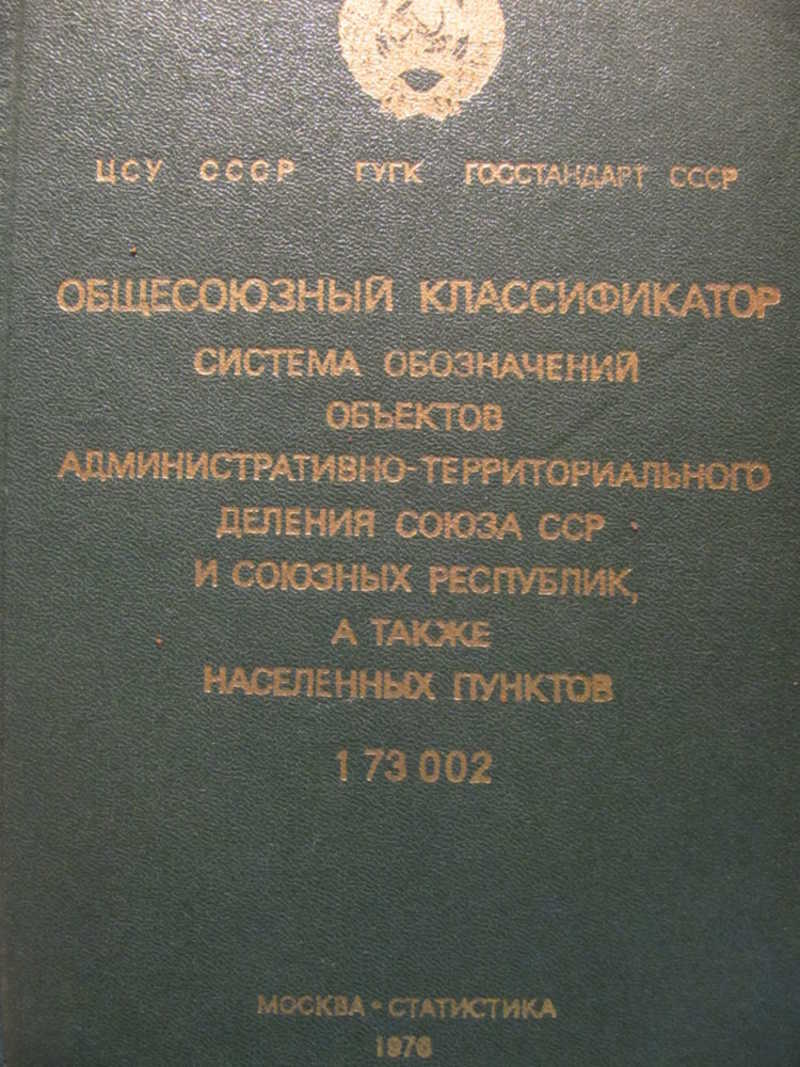 ЦСУ СССР ГУГК ГОССТАНДАРТ СССР
ОБЩЕСОЮЗНЫЙ КЛАССИФИКАТОР
СИСТЕМА ОБОЗНАЧЕНИЙ
ОБЪЕКТОВ
АДМИНИСТРАТИВНО-ТЕРРИТОРИАЛЬНОГО
ДЕЛЕНИЯ СОЮЗА ССР
И СОЮЗНЫХ РЕСПУБЛИК,
А ТАКЖЕ
НАСЕЛЕННЫХ ПУНКТОВ
1 73 002
МОСКВА • СТАТИСТИКА
1976